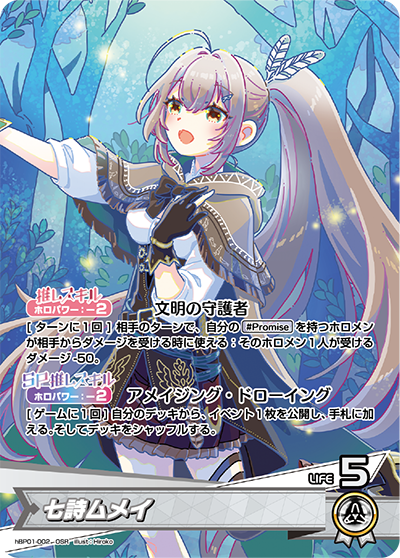 推しスキル
ホロパワー：-2
文明の守護者
[ターンに1回]相手のターンで、自分の #Promise を持つホロメン
が相手からダメージを受ける時に使える：そのホロメン1人が受ける
ダメージ-50。
SP推しスキル
ホロパワー：-2
アメイジング・ドローイング
[ゲームに1回]自分のデッキから、イベント1枚を公開し、手札に加
える。そしてデッキをシャッフルする。
LIFE 5
七詩ムメイ
hBP01-002 OSR illust：Hiroko